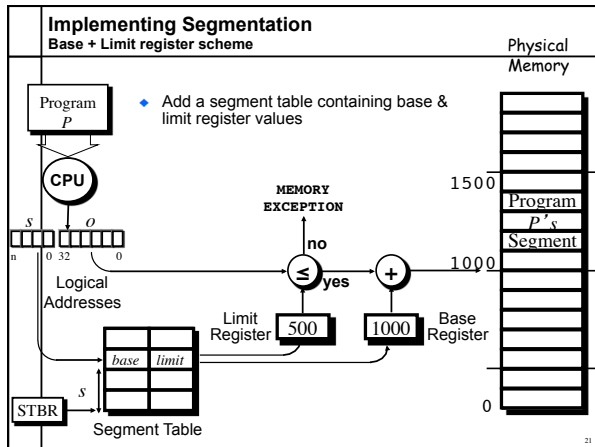 Implementing Segmentation
Base + Limit register scheme
Physical
Memory
Program
P
◆ Add a segment table containing base &
limit register values
CPU
MEMORY
EXCEPTION
1500
Program
P's
Segment
s
o
no
n
0
32
0
≤
yes
+
1000
Logical
Addresses
Limit
Register
500
1000
Base
Register
base
limit
s
STBR
0
Segment Table
21